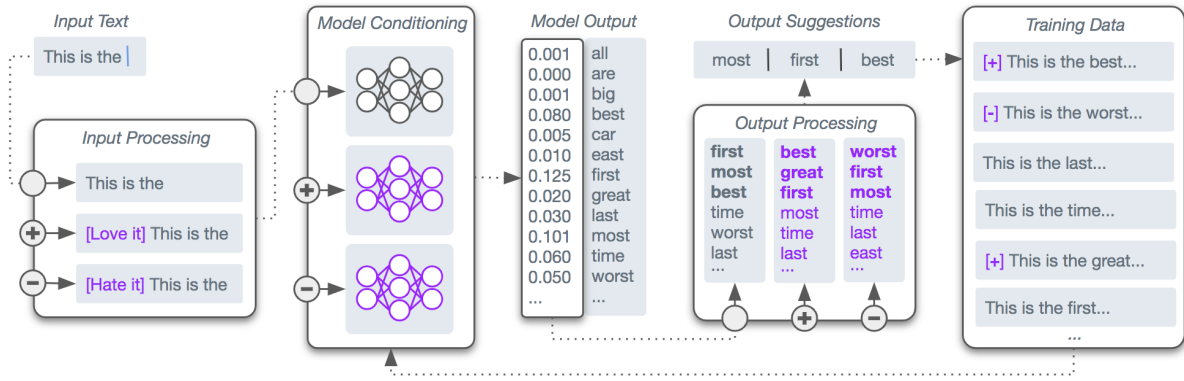 Input Text
This is the
Input Processing
This is the
[Love it] This is the
[Hate it] This is the
Model Conditioning
Model Output
0.001 all
0.000 are
0.001 big
0.080 best
0.005 car
0.010 east
0.125 first
0.020 great
0.030 last
0.101 most
0.060 time
0.050 worst
... ...
Output Suggestions
most | first | best
Output Processing
first
most
best
time
worst
last
...
best
great
first
most
time
last
...
worst
first
most
time
last
east
...
Training Data
[+] This is the best...
[-] This is the worst...
This is the last...
This is the time...
[+] This is the great...
This is the first...
...